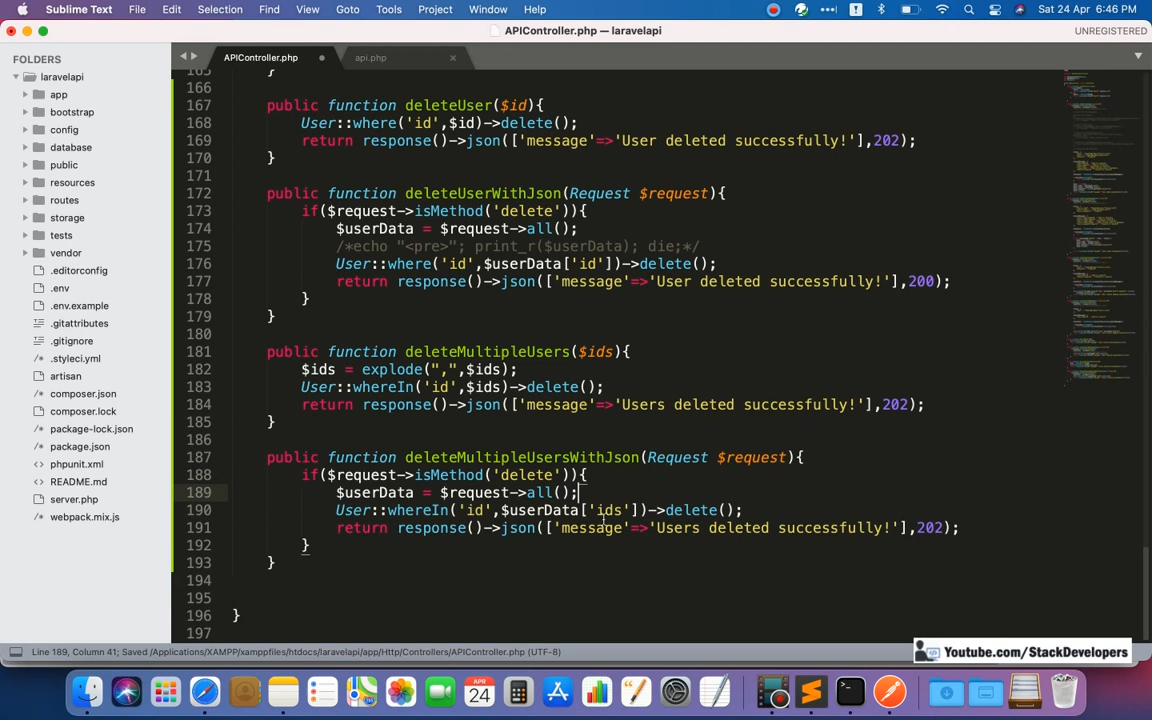 Sublime Text File Edit Selection Find View Goto Tools Project Window Help Sat 24 Apr 6:46 PM
APIController.php — laravelapi UNREGISTERED
FOLDERS
laravelapi
app
bootstrap
config
database
public
resources
routes
storage
tests
vendor
.editorconfig
.env
.env.example
.gitattributes
.gitignore
.styleci.yml
artisan
composer.json
composer.lock
package-lock.json
package.json
phpunit.xml
README.md
server.php
webpack.mix.js
APIController.php api.php
165 }
166
167 public function deleteUser($id){
168 User::where('id',$id)->delete();
169 return response()->json(['message'=>'User deleted successfully!'],202);
170 }
171
172 public function deleteUserWithJson(Request $request){
173 if($request->isMethod('delete')){
174 $userData = $request->all();
175 /*echo "<pre>"; print_r($userData); die;*/
176 User::where('id',$userData['id'])->delete();
177 return response()->json(['message'=>'User deleted successfully!'],200);
178 }
179 }
180
181 public function deleteMultipleUsers($ids){
182 $ids = explode(",",$ids);
183 User::whereIn('id',$ids)->delete();
184 return response()->json(['message'=>'Users deleted successfully!'],202);
185 }
186
187 public function deleteMultipleUsersWithJson(Request $request){
188 if($request->isMethod('delete')){
189 $userData = $request->all();
190 User::whereIn('id',$userData['ids'])->delete();
191 return response()->json(['message'=>'Users deleted successfully!'],202);
192 }
193 }
194
195
196 }
197
Line 189, Column 41; Saved /Applications/XAMPP/xamppfiles/htdocs/laravelapi/app/Http/Controllers/APIController.php (UTF-8)
Youtube.com/StackDevelopers
APR
24